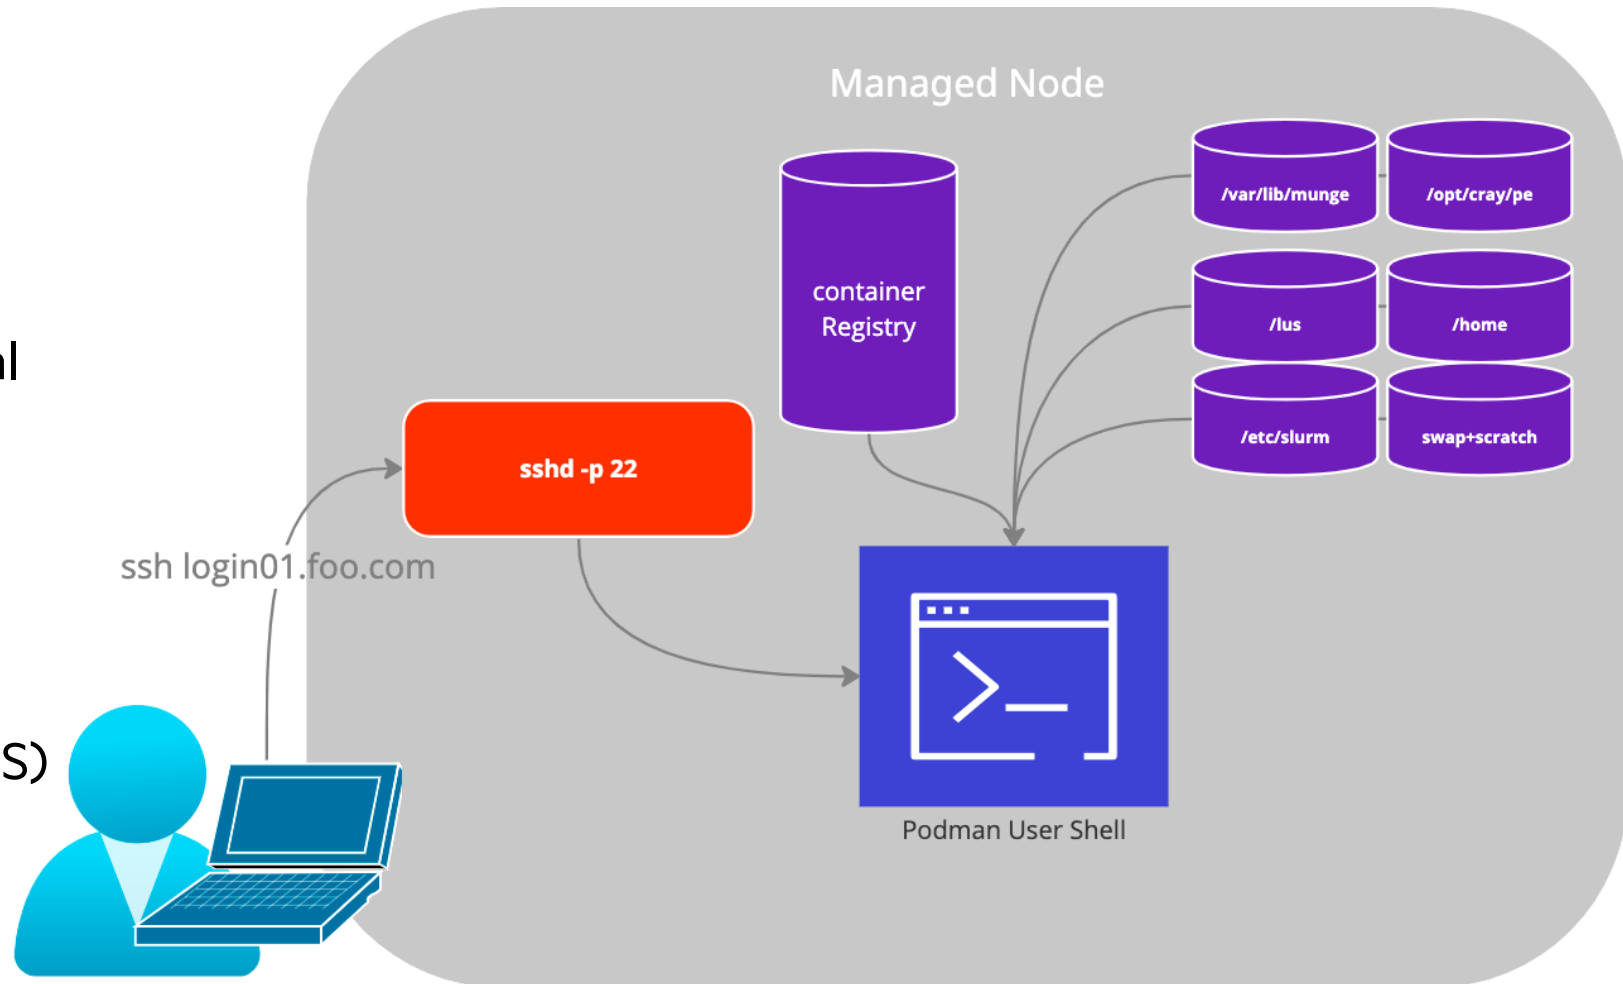 Managed Node
/var/lib/munge
/opt/cray/pe
container
Registry
/lus
/home
/etc/slurm
swap+scratch
sshd -p 22
ssh login01.foo.com
S)
Podman User Shell